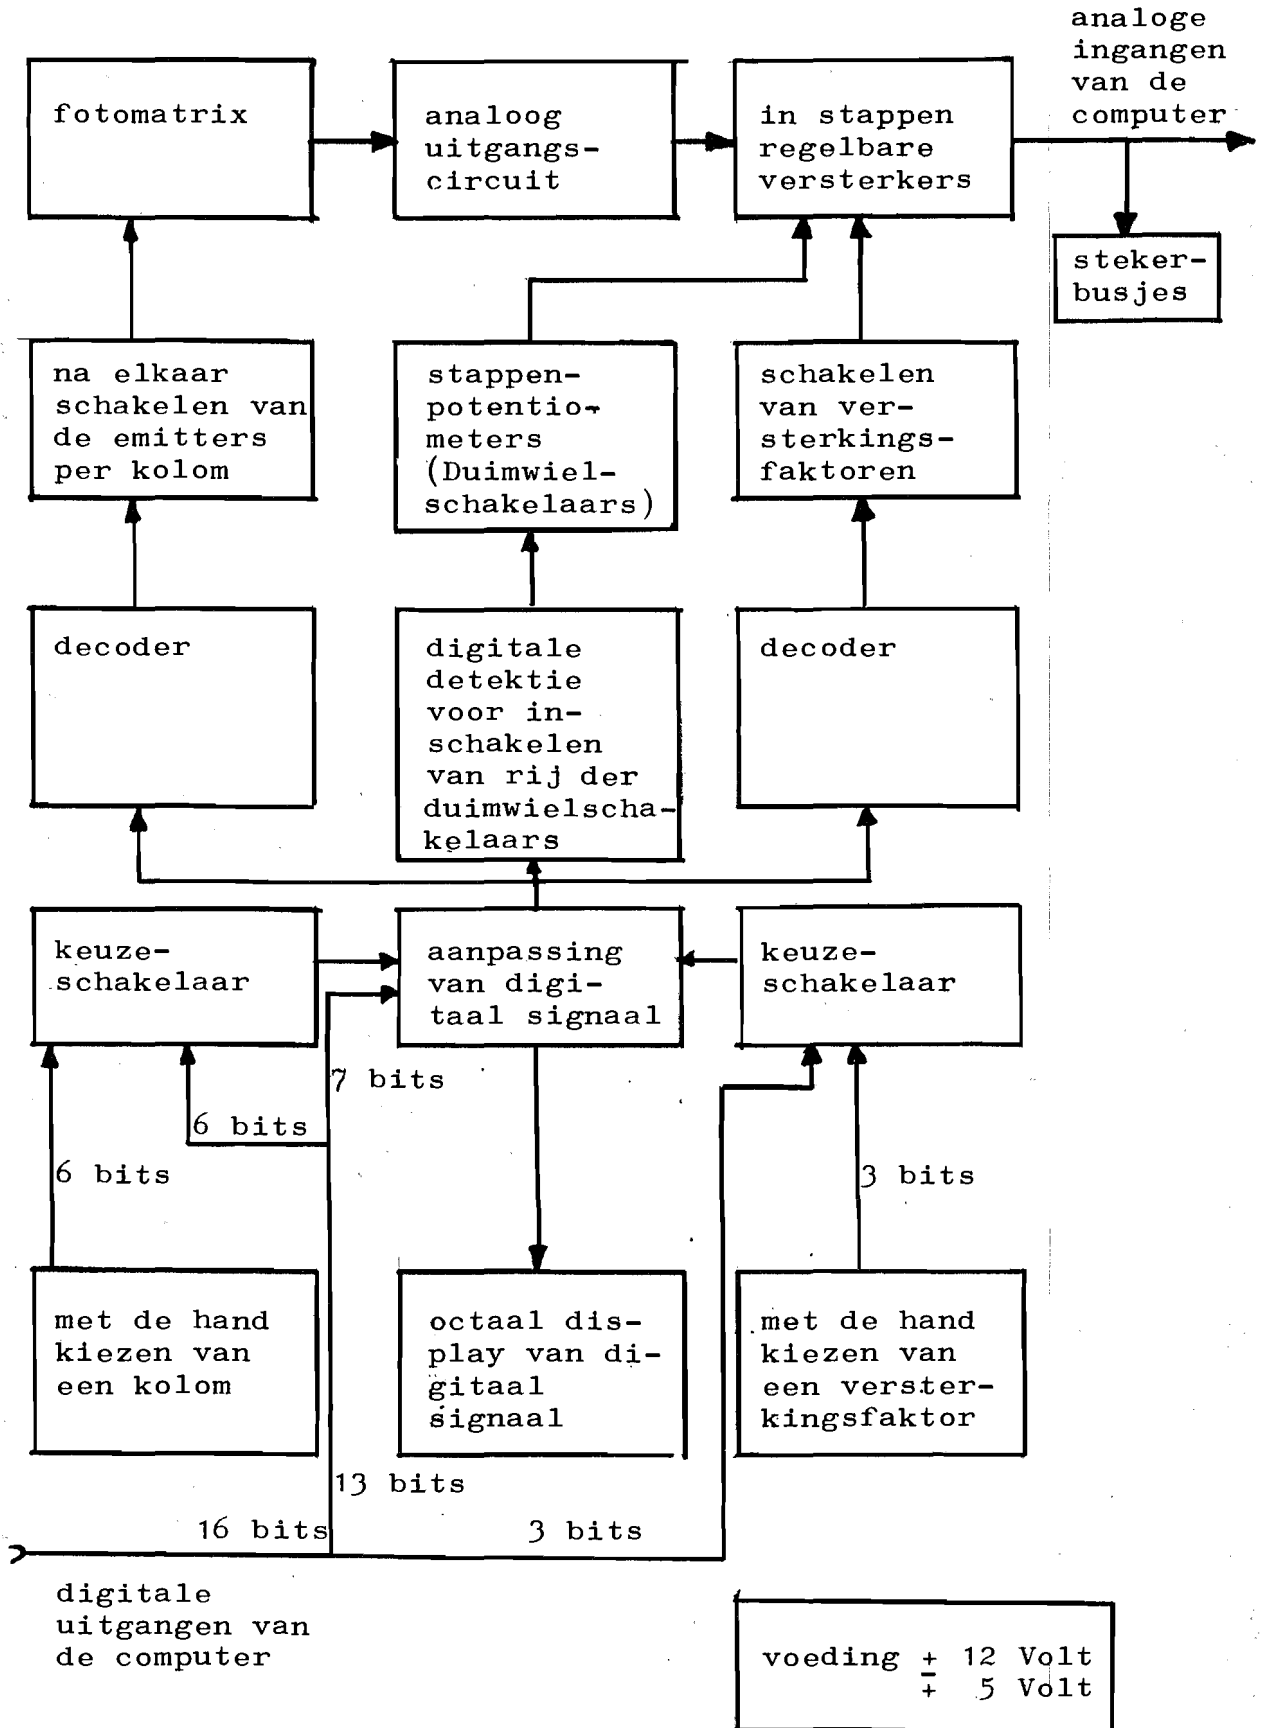 analoge
ingangen
van de
computer
fotomatrix
analoog
uitgangs-
circuit
in stappen
regelbare
versterkers
steker-
busjes
na elkaar
schakelen van
de emitters
per kolom
stappen-
potentio-
meters
(Duimwiel-
schakelaars)
schakelen
van ver-
sterkings-
faktoren
decoder
digitale
detektie
voor in-
schakelen
van rij der
duimwielscha-
kelaars
decoder
keuze-
schakelaar
aanpassing
van digi-
taal signaal
keuze-
schakelaar
7 bits
6 bits
6 bits
3 bits
met de hand
kiezen van
een kolom
octaal dis-
play van di-
gitaal
signaal
met de hand
kiezen van
een verster-
kingsfaktor
13 bits
16 bits
3 bits
digitale
uitgangen van
de computer
voeding ± 12 Volt
+ 5 Volt